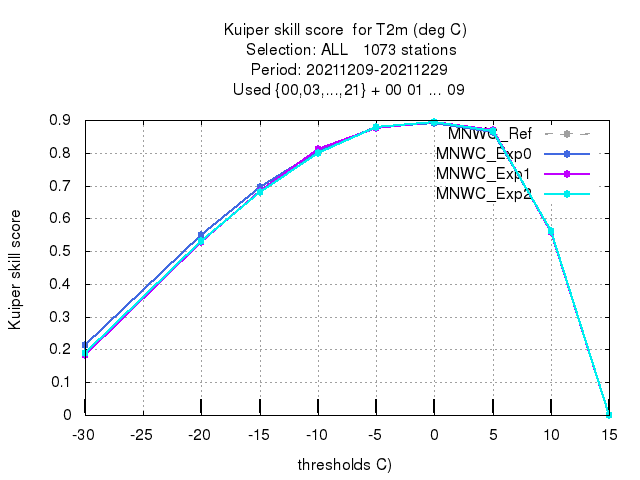 Kuiper skill score  for T2m (deg C)
Selection: ALL   1073 stations
Period: 20211209-20211229
Used {00,03,...,21} + 00 01 ... 09
0.9
0.8
0.7
0.6
0.5
0.4
0.3
0.2
0.1
0
Kuiper skill score
MNWC_Ref
MNWC_Exp0
MNWC_Exp1
MNWC_Exp2
-30 -25 -20 -15 -10 -5 0 5 10 15
thresholds C)